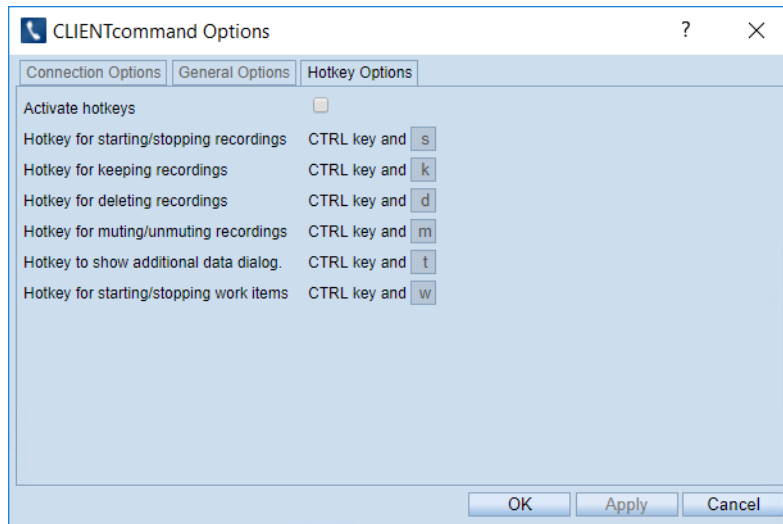 CLIENTcommand Options ?
Connection Options General Options Hotkey Options
Activate hotkeys
Hotkey for starting/stopping recordings CTRL key and s
Hotkey for keeping recordings CTRL key and k
Hotkey for deleting recordings CTRL key and d
Hotkey for muting/unmuting recordings CTRL key and m
Hotkey to show additional data dialog. CTRL key and t
Hotkey for starting/stopping work items CTRL key and w
OK Apply Cancel